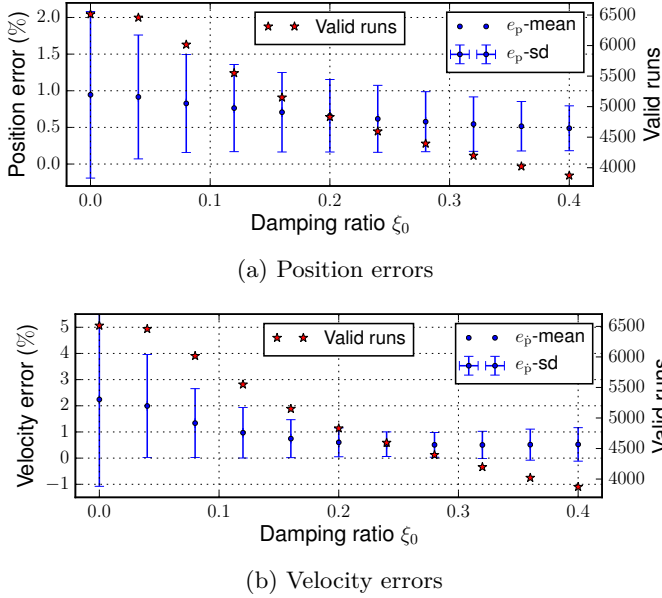 Valid runs
e_p-mean
e_p-sd
Position error (%)
2.0
1.5
1.0
0.5
0.0
6500
6000
5500
5000
4500
4000
Valid runs
0.0 0.1 0.2 0.3 0.4
Damping ratio ξ₀
(a) Position errors
Valid runs
e_ṗ-mean
e_ṗ-sd
Velocity error (%)
5
4
3
2
1
0
−1
6500
6000
5500
5000
4500
4000
Valid runs
0.0 0.1 0.2 0.3 0.4
Damping ratio ξ₀
(b) Velocity errors